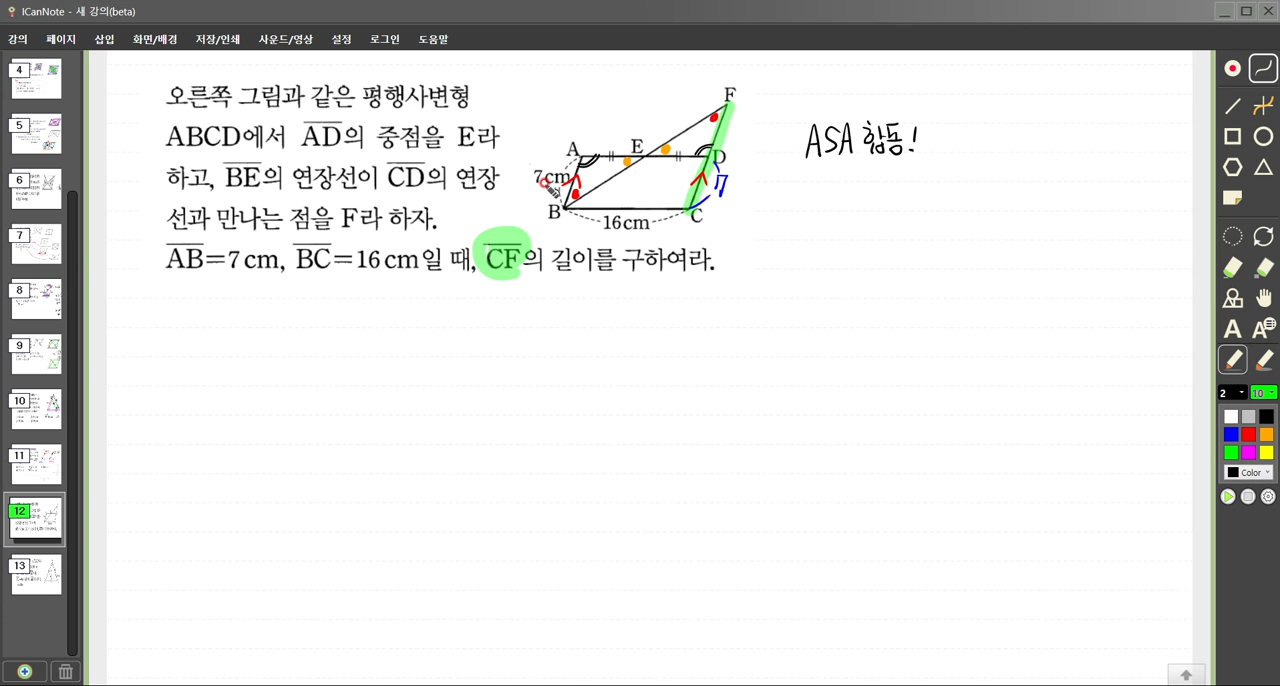 ICanNote - 새 강의(beta)
강의 페이지 삽입 화면/배경 저장/인쇄 사운드/영상 설정 로그인 도움말
4
5
6
7
8
9
10
11
12
13
오른쪽 그림과 같은 평행사변형
ABCD에서 AD의 중점을 E라
하고, BE의 연장선이 CD의 연장
선과 만나는 점을 F라 하자.
AB=7 cm, BC=16 cm일 때, CF의 길이를 구하여라.
F
A E D
7 cm
7
B C
16 cm
ASA 합동!
A A
2 10
Color